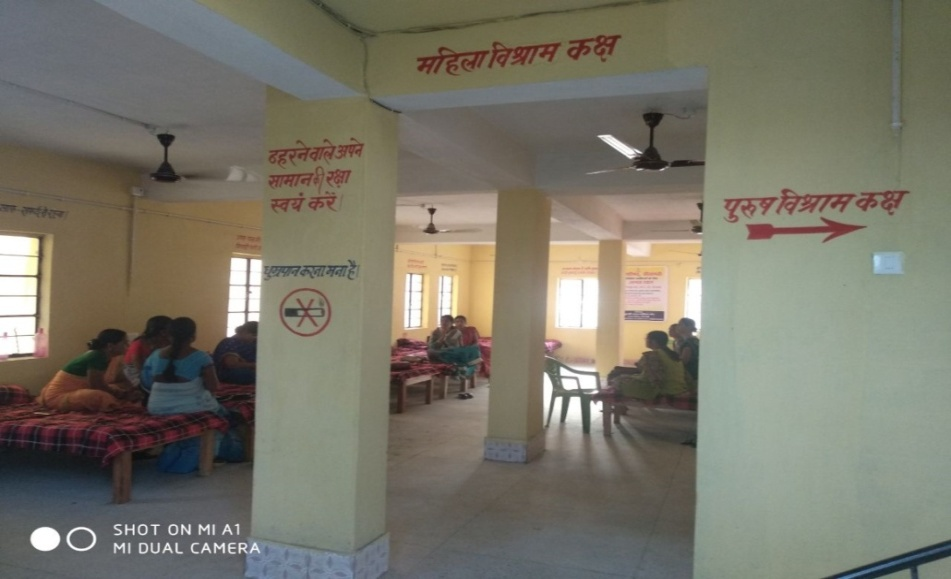 महिला विश्राम कक्ष
ठहरने वाले अपने
सामान की रक्षा
स्वयं करें।
धूम्रपान करना मना है।
पुरुष विश्राम कक्ष
SHOT ON MI A1
MI DUAL CAMERA